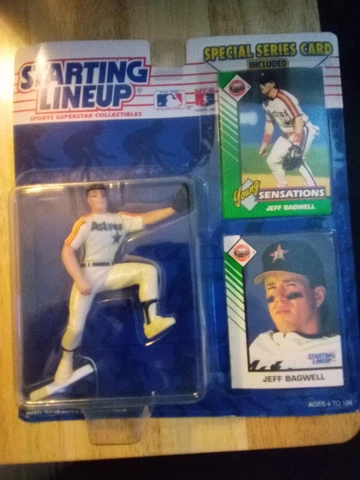 STARTING
LINEUP
SPORTS SUPERSTAR COLLECTIBLES
SPECIAL SERIES CARD
INCLUDED
Young
SENSATIONS
JEFF BAGWELL
Astros
STARTING
LINEUP
JEFF BAGWELL
AGES 4 TO